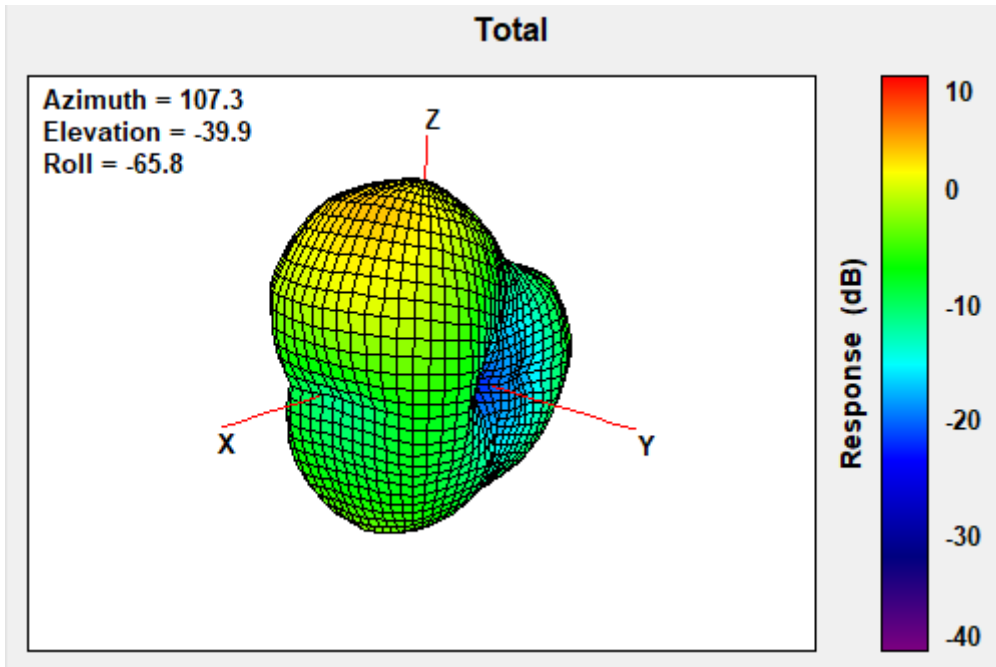 Total
Azimuth = 107.3
Elevation = -39.9
Roll = -65.8
Z
X
Y
Response (dB)
10
0
-10
-20
-30
-40